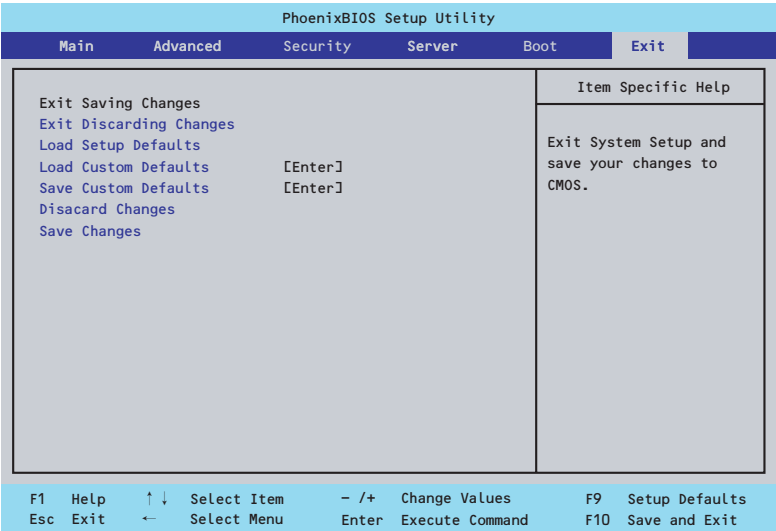 PhoenixBIOS Setup Utility
Main Advanced Security Server Boot Exit
Item Specific Help
Exit Saving Changes
Exit Discarding Changes
Load Setup Defaults
Load Custom Defaults [Enter]
Save Custom Defaults [Enter]
Disacard Changes
Save Changes
Exit System Setup and
save your changes to
CMOS.
F1 Help ↑↓ Select Item – /+ Change Values F9 Setup Defaults
Esc Exit ← Select Menu Enter Execute Command F10 Save and Exit